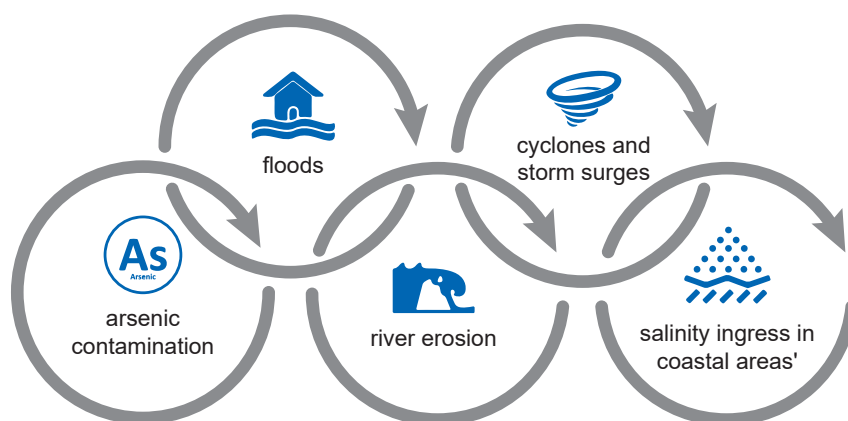 floods
cyclones and
storm surges
As
Arsenic
arsenic
contamination
river erosion
salinity ingress in
coastal areas'